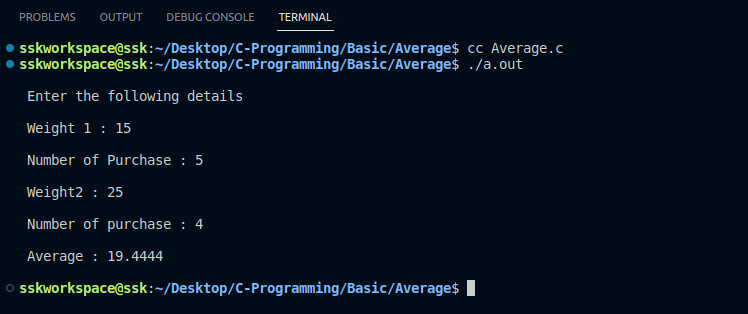 PROBLEMS OUTPUT DEBUG CONSOLE TERMINAL
sskworkspace@ssk:~/Desktop/C-Programming/Basic/Average$ cc Average.c
sskworkspace@ssk:~/Desktop/C-Programming/Basic/Average$ ./a.out
Enter the following details
Weight 1 : 15
Number of Purchase : 5
Weight2 : 25
Number of purchase : 4
Average : 19.4444
sskworkspace@ssk:~/Desktop/C-Programming/Basic/Average$